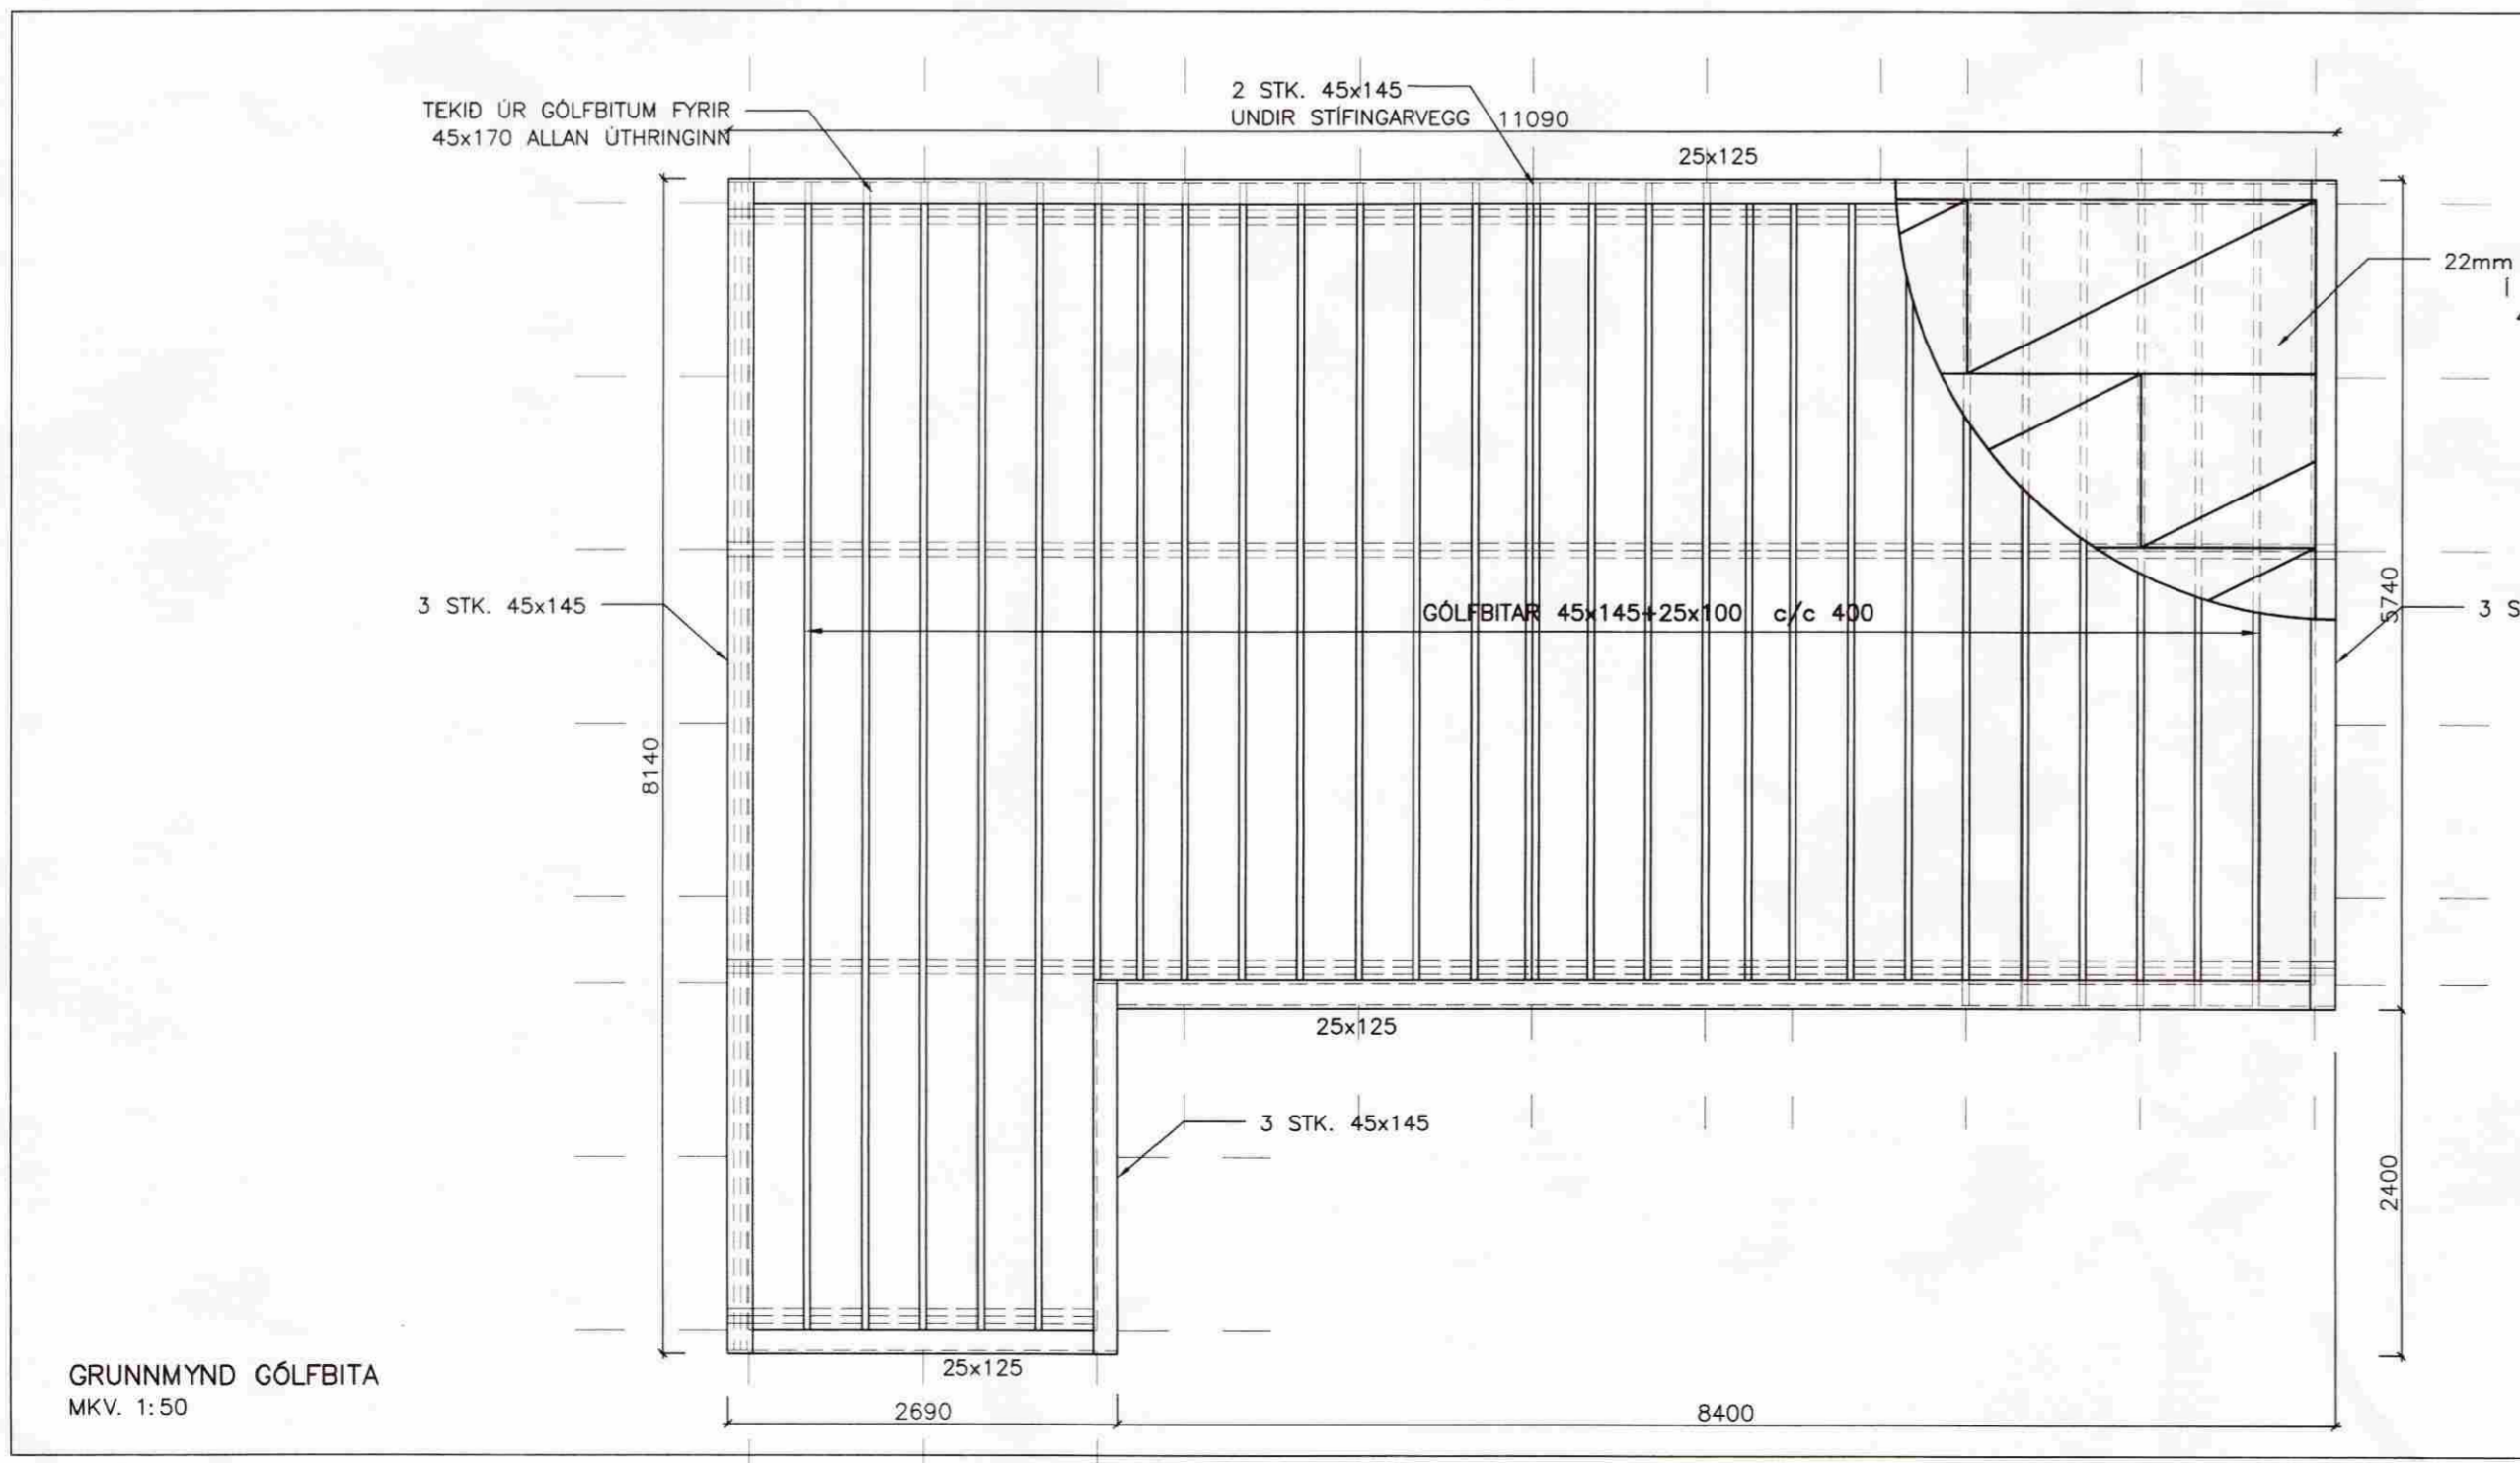 TEKIÐ ÚR GÓLFBITUM FYRIR
45x170 ALLAN ÚTHRINGINN
2 STK. 45x145
UNDIR STÍFINGARVEGG
11090
25x125
22mm
Í
3 STK. 45x145
GÓLFBITAR 45x145+25x100 c/c 400
5740
3 S
8140
25x125
3 STK. 45x145
2400
25x125
GRUNNMYND GÓLFBITA
MKV. 1:50
2690
8400